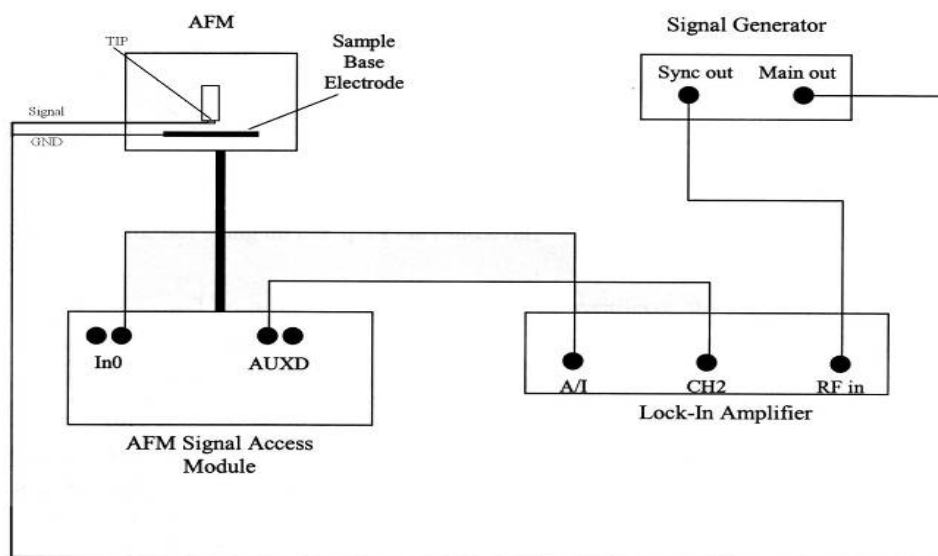 AFM
Signal Generator
TIP
Sample
Base
Electrode
Sync out
Main out
Signal
GND
In0
AUXD
A/I
CH2
RF in
Lock-In Amplifier
AFM Signal Access
Module